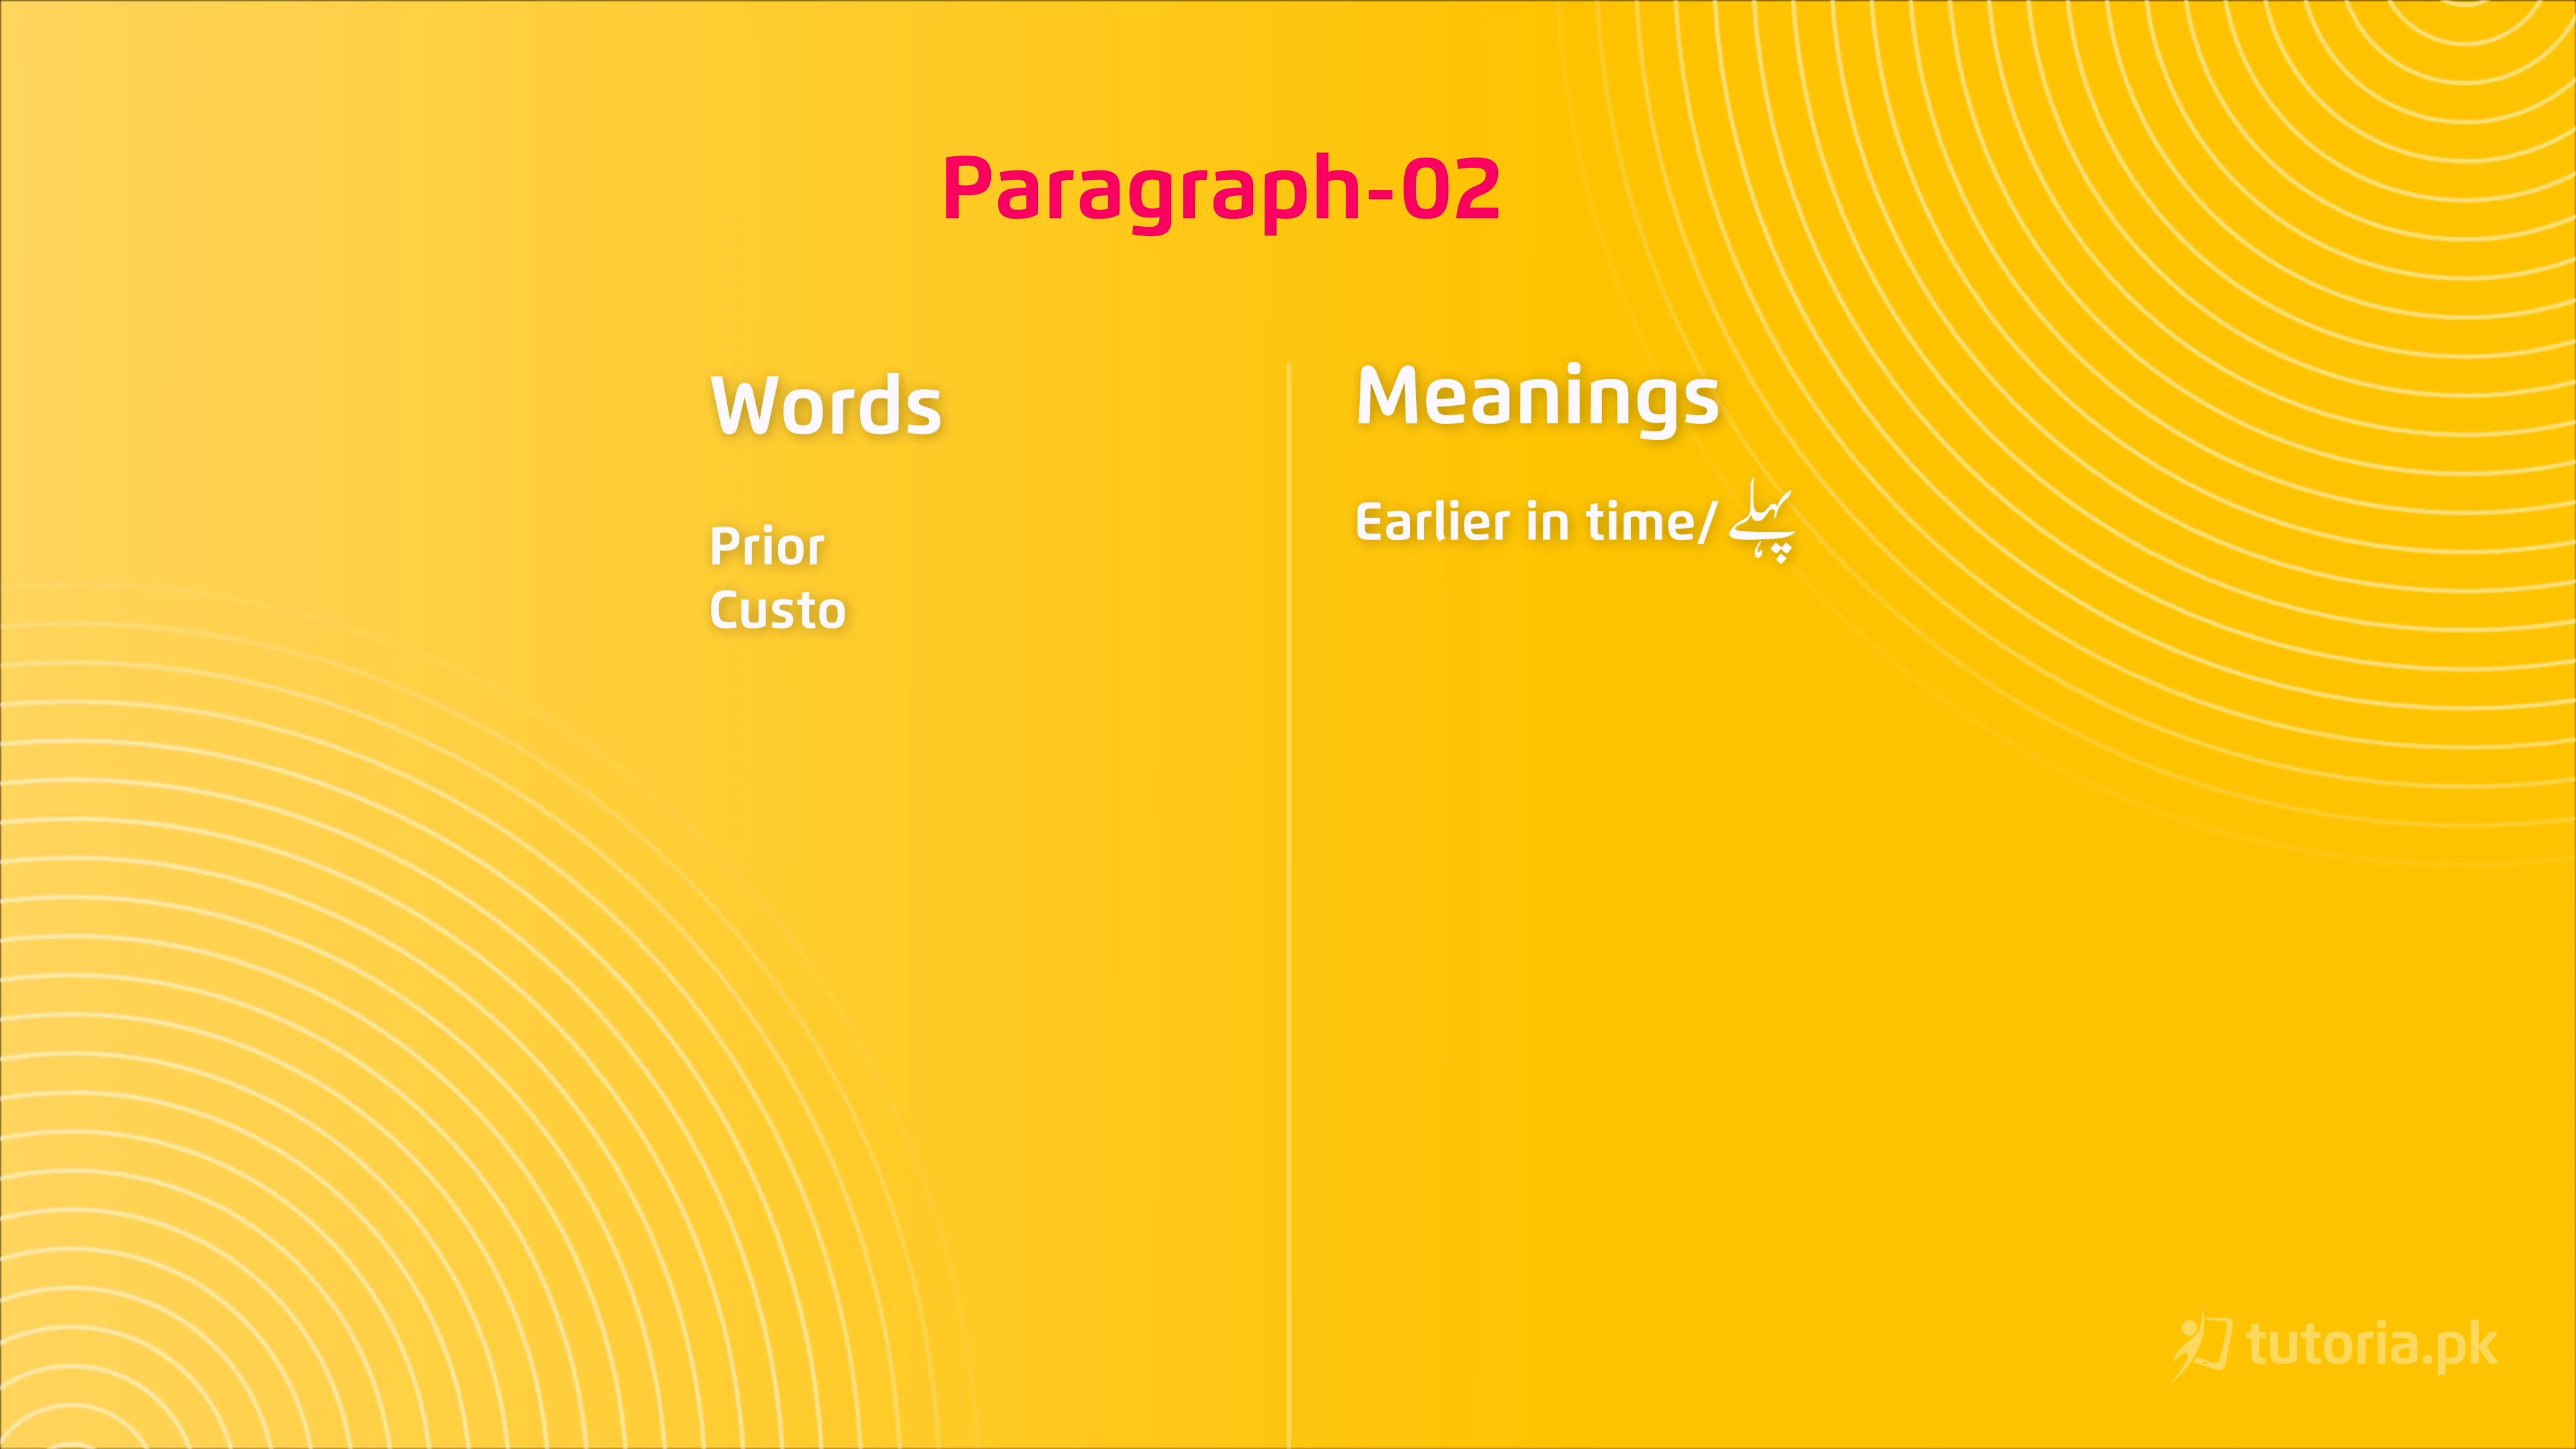 Paragraph-02
Words
Meanings
Prior
Earlier in time/ پہلے
Custo
tutoria.pk